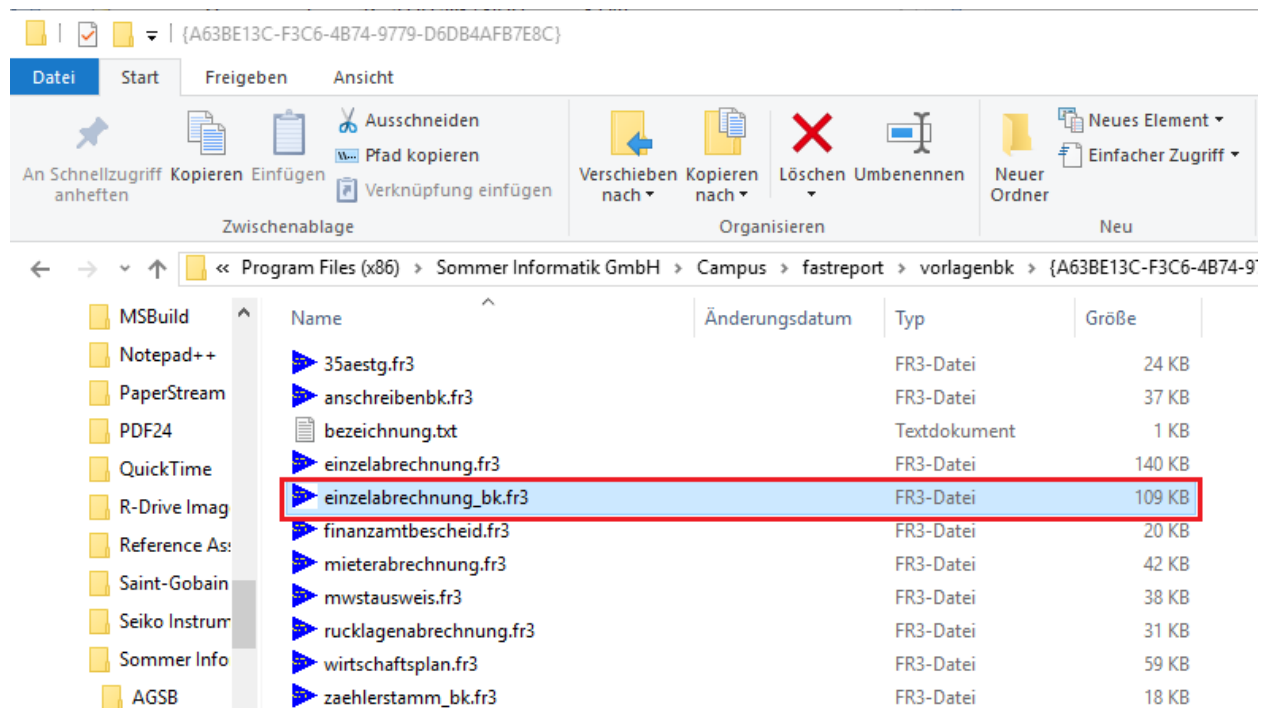 {A63BE13C-F3C6-4B74-9779-D6DB4AFB7E8C}
Datei Start Freigeben Ansicht
An Schnellzugriff anheften
Kopieren
Einfügen
Ausschneiden
Pfad kopieren
Verknüpfung einfügen
Zwischenablage
Verschieben nach
Kopieren nach
Löschen
Umbenennen
Organisieren
Neuer Ordner
Neues Element
Einfacher Zugriff
Neu
« Program Files (x86) > Sommer Informatik GmbH > Campus > fastreport > vorlagenbk > {A63BE13C-F3C6-4B74-9
MSBuild
Notepad++
PaperStream
PDF24
QuickTime
R-Drive Imag
Reference As
Saint-Gobain
Seiko Instrum
Sommer Info
AGSB
Name Änderungsdatum Typ Größe
35aestg.fr3 FR3-Datei 24 KB
anschreibenbk.fr3 FR3-Datei 37 KB
bezeichnung.txt Textdokument 1 KB
einzelabrechnung.fr3 FR3-Datei 140 KB
einzelabrechnung_bk.fr3 FR3-Datei 109 KB
finanzamtbescheid.fr3 FR3-Datei 20 KB
mieterabrechnung.fr3 FR3-Datei 42 KB
mwstausweis.fr3 FR3-Datei 38 KB
rucklagenabrechnung.fr3 FR3-Datei 31 KB
wirtschaftsplan.fr3 FR3-Datei 59 KB
zaehlerstamm_bk.fr3 FR3-Datei 18 KB